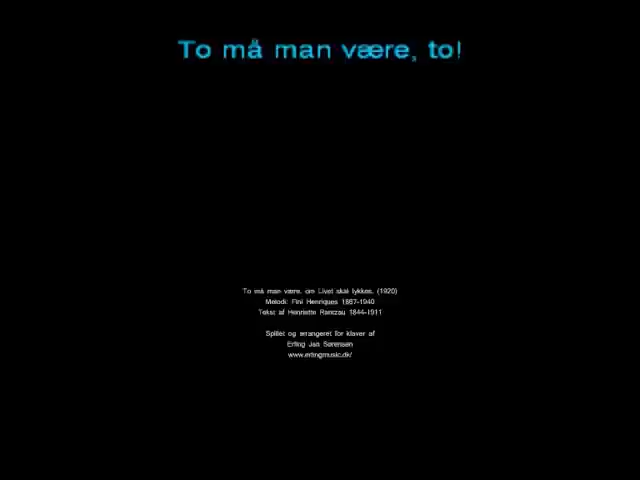 To må man være, to!
To må man være, om Livet skal lykkes. (1920)
Melodi: Fini Henriques 1867-1940
Tekst af Henriette Rantzau 1844-1911
Spillet og arrangeret for klaver af
Erling Jan Sørensen
www.erlingmusic.dk/